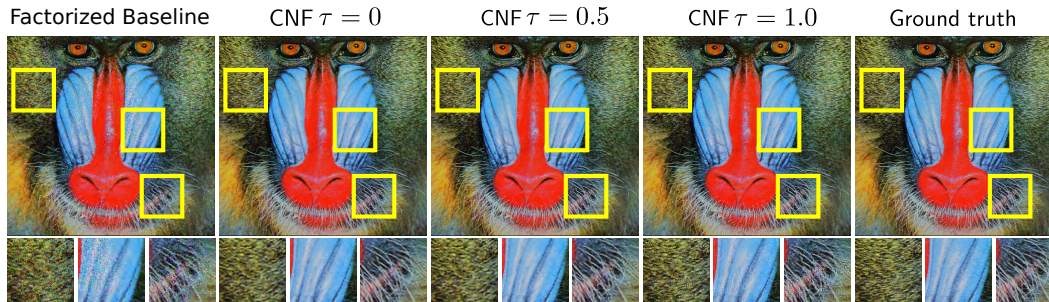 Factorized Baseline
CNF τ = 0
CNF τ = 0.5
CNF τ = 1.0
Ground truth